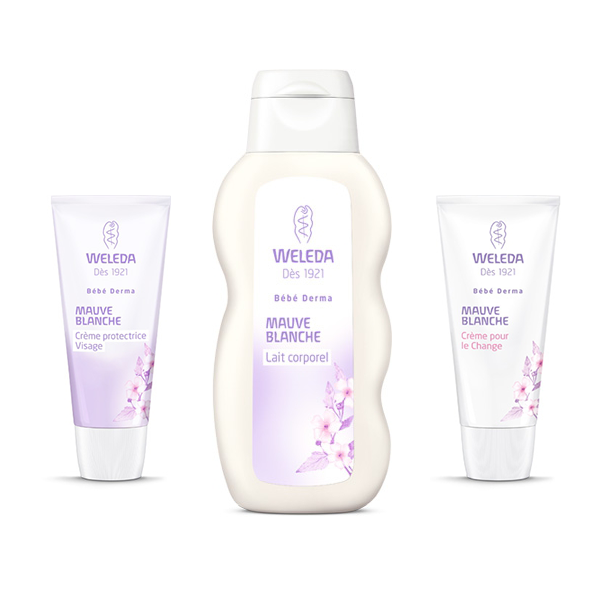 WELEDA
Dès 1921
Bébé Derma
MAUVE
BLANCHE
Crème protectrice
Visage
WELEDA
Dès 1921
Bébé Derma
MAUVE
BLANCHE
Lait corporel
WELEDA
Dès 1921
Bébé Derma
MAUVE
BLANCHE
Crème pour
le Change